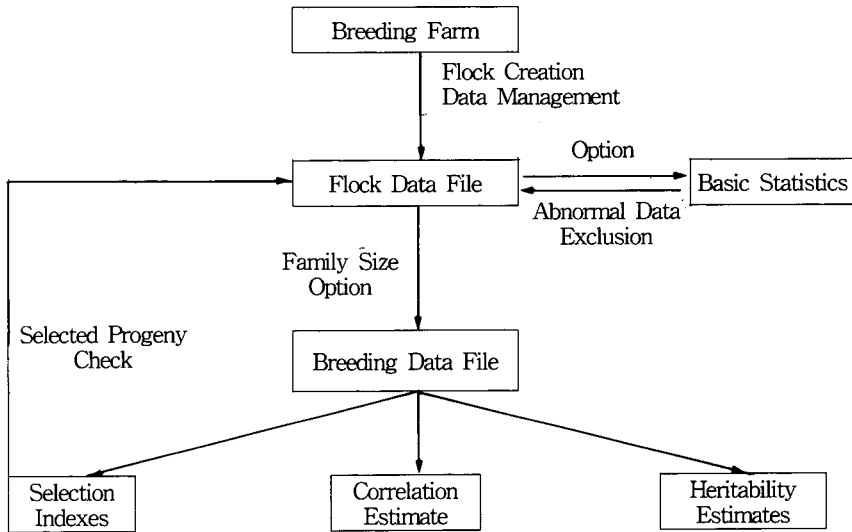 Breeding Farm
Flock Creation
Data Management
Flock Data File
Option
Basic Statistics
Abnormal Data
Exclusion
Family Size
Option
Selected Progeny
Check
Breeding Data File
Selection
Indexes
Correlation
Estimate
Heritability
Estimates